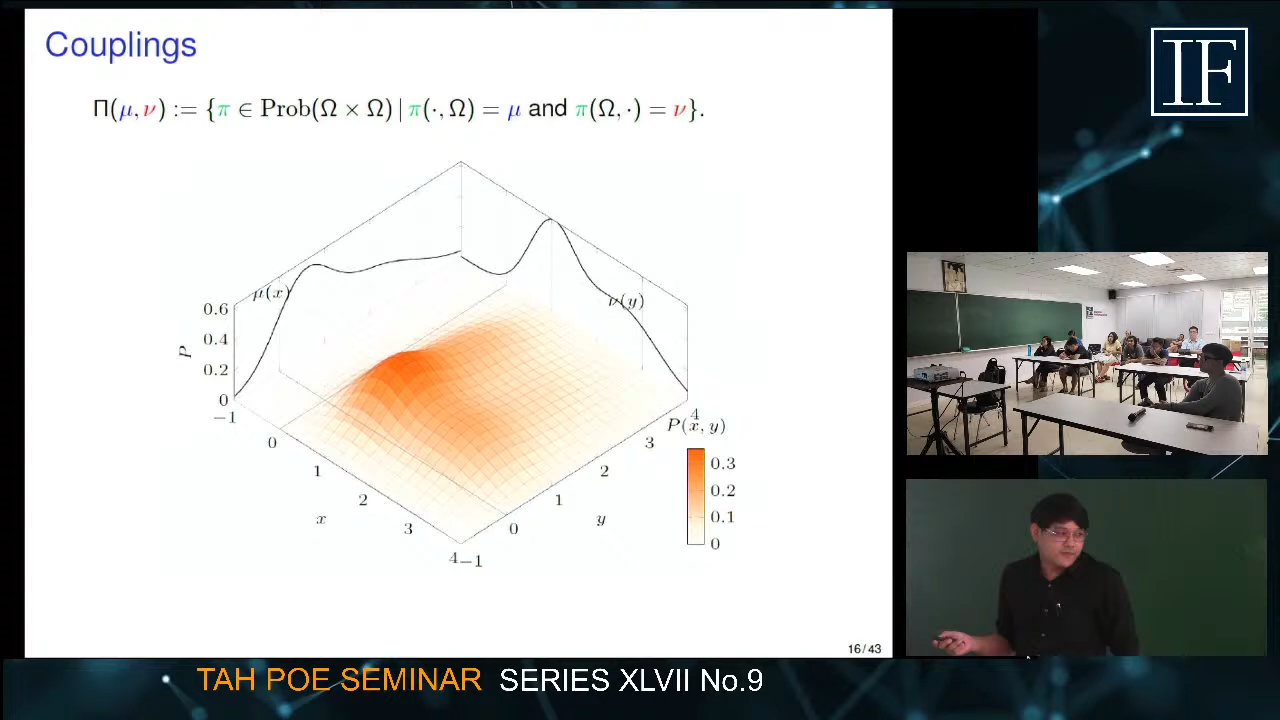 Couplings
Π(μ, ν) := {π ∈ Prob(Ω × Ω) | π(·, Ω) = μ and π(Ω, ·) = ν}.
IF
μ(x)
ν(y)
0.6
0.4
0.2
0
P
−1
0
1
2
3
4
x
−1
0
1
2
3
4
y
P(x, y)
0.3
0.2
0.1
0
16/43
TAH POE SEMINAR SERIES XLVII No.9